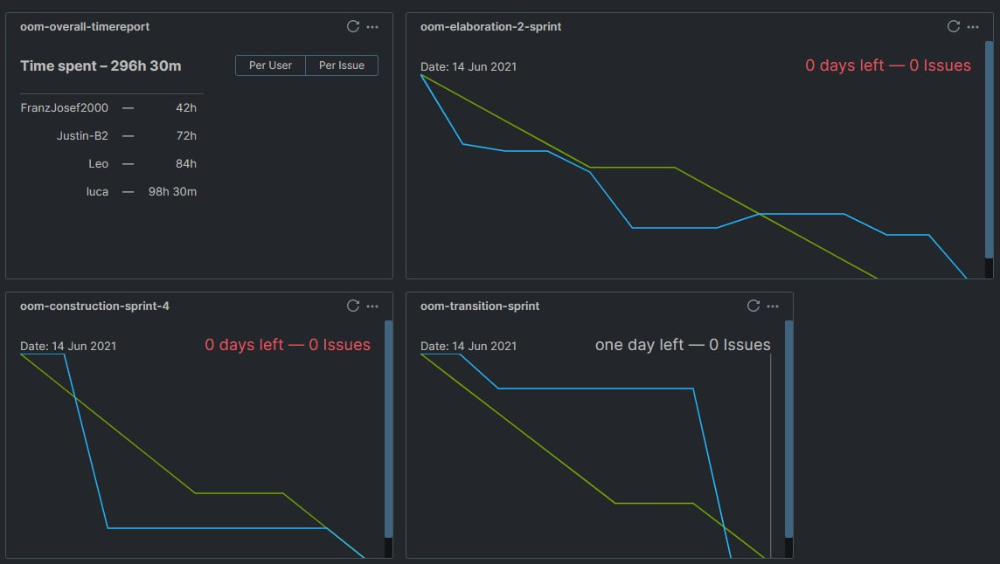 oom-overall-timereport
Time spent – 296h 30m
Per User
Per Issue
FranzJosef2000 — 42h
Justin-B2 — 72h
Leo — 84h
luca — 98h 30m
oom-elaboration-2-sprint
Date: 14 Jun 2021
0 days left — 0 Issues
oom-construction-sprint-4
Date: 14 Jun 2021
0 days left — 0 Issues
oom-transition-sprint
Date: 14 Jun 2021
one day left — 0 Issues